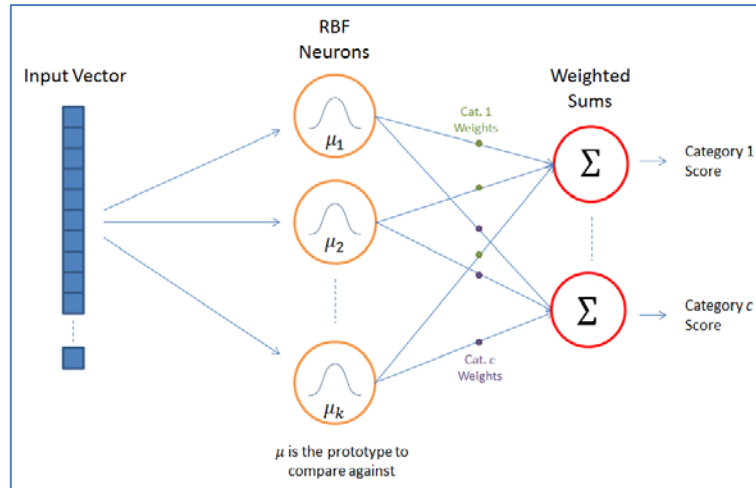 RBF
Neurons
Input Vector
Weighted
Sums
Cat. 1
Weights
μ₁
Σ
Category 1
Score
μ₂
Σ
Category c
Score
Cat. c
Weights
μₖ
μ is the prototype to
compare against